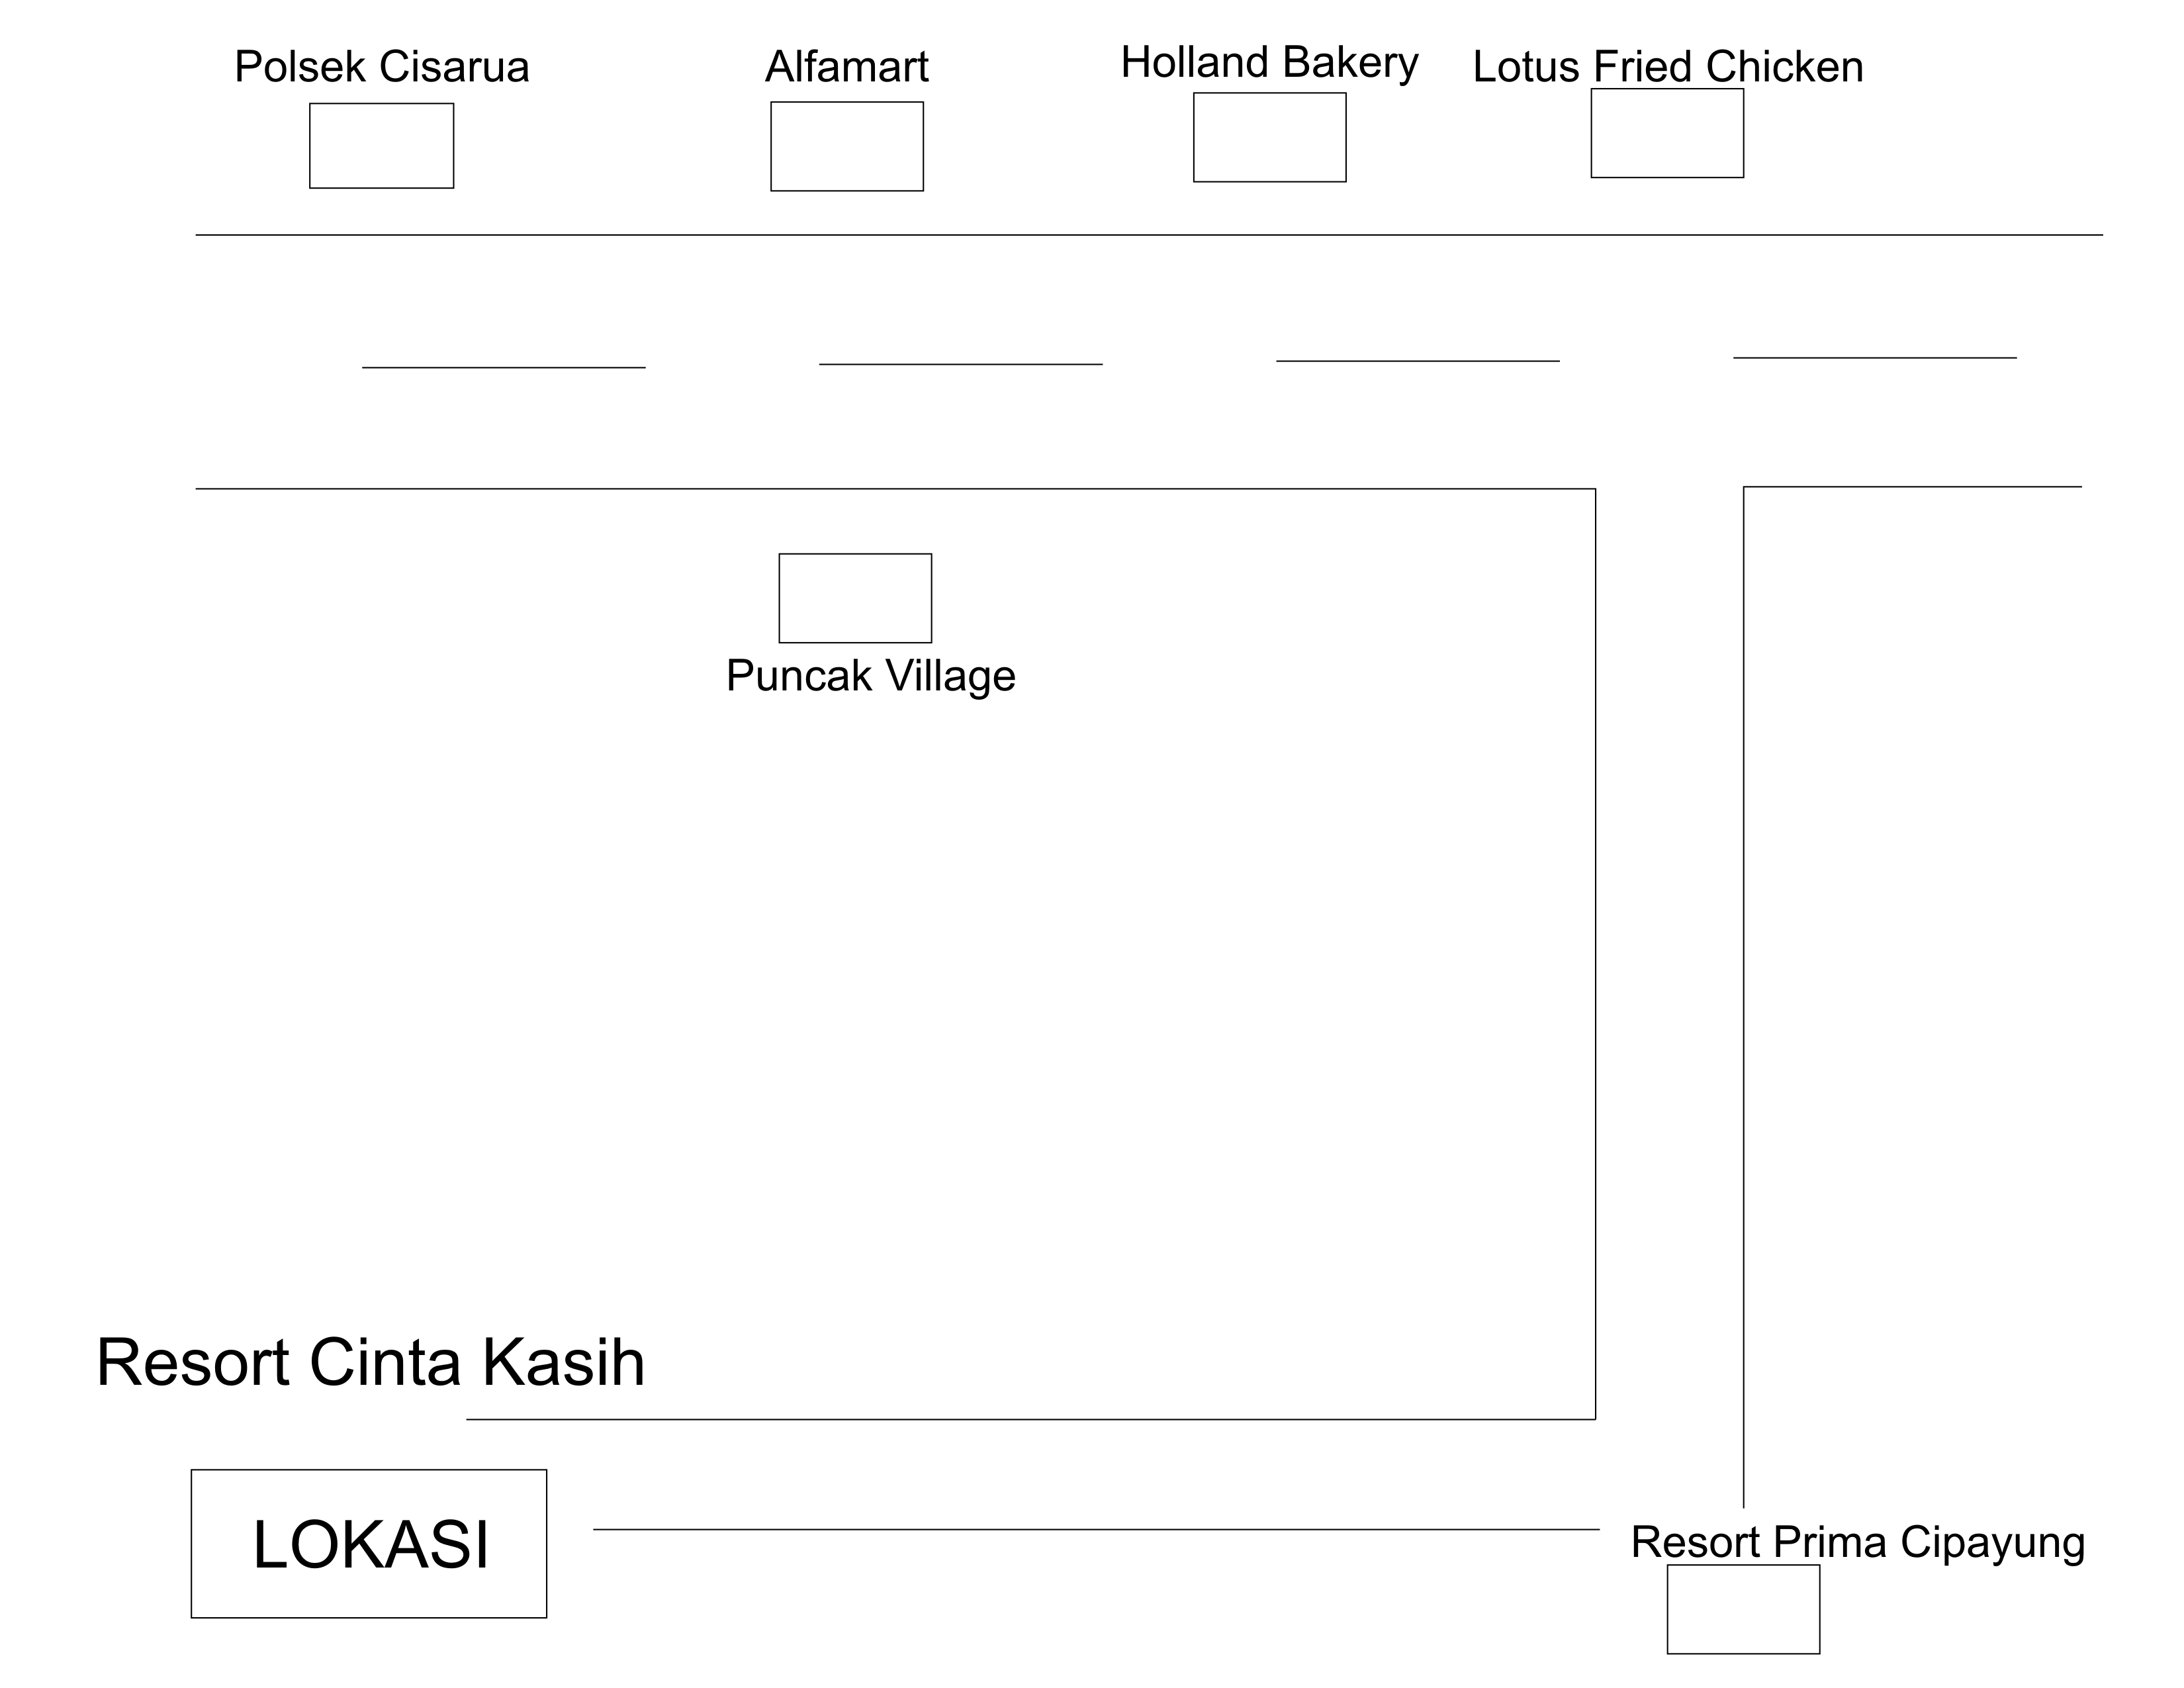 Polsek Cisarua
Alfamart
Holland Bakery
Lotus Fried Chicken
Puncak Village
Resort Cinta Kasih
LOKASI
Resort Prima Cipayung